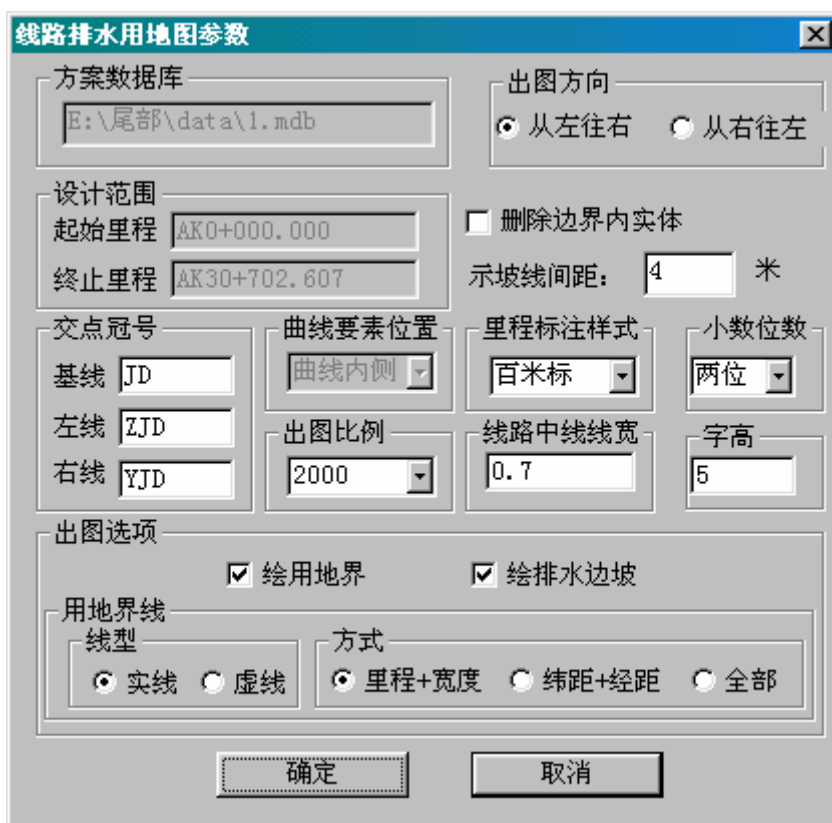 线路排水用地图参数
方案数据库
E:\尾部\data\1.mdb
出图方向
从左往右 从右往左
设计范围
起始里程 AK0+000.000
终止里程 AK30+702.607
删除边界内实体
示坡线间距： 4 米
交点冠号
基线 JD
左线 ZJD
右线 YJD
曲线要素位置
曲线内侧
里程标注样式
百米标
小数位数
两位
出图比例
2000
线路中线线宽
0.7
字高
5
出图选项
绘用地界 绘排水边坡
用地界线
线型
实线 虚线
方式
里程+宽度 纬距+经距 全部
确定 取消